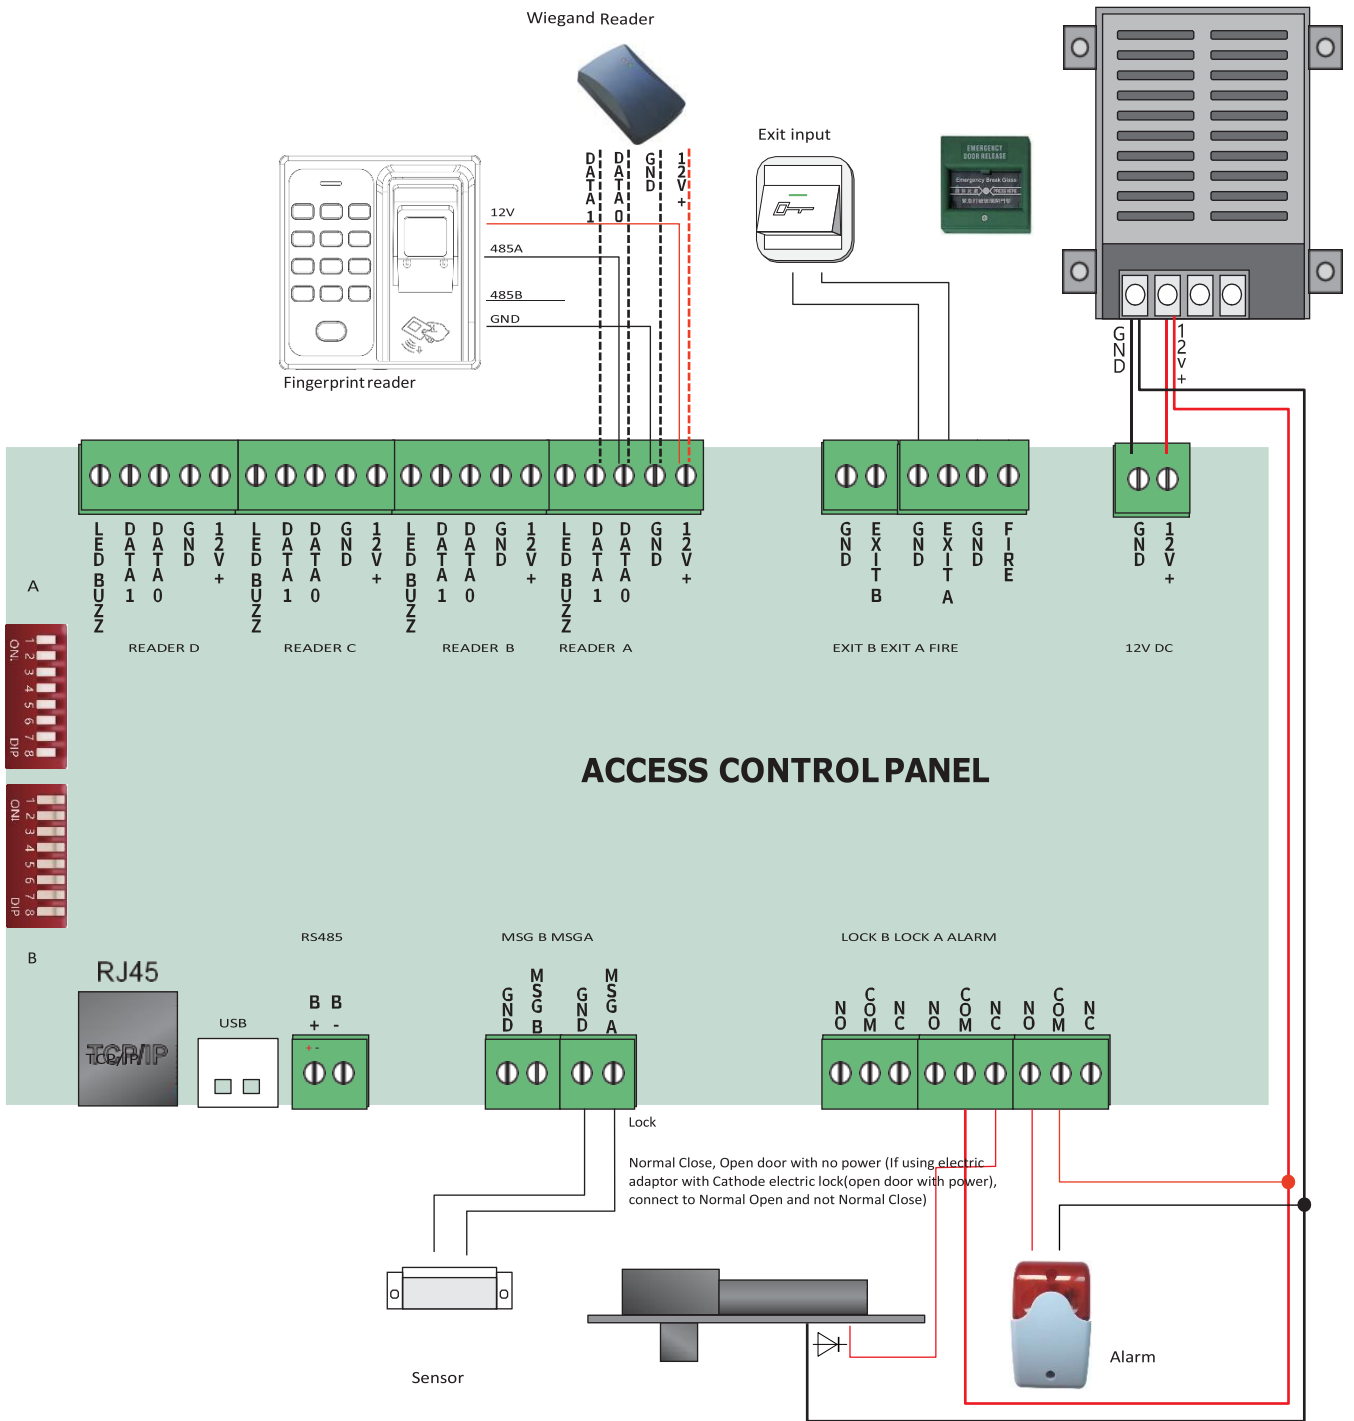 Wiegand Reader
Exit input
EMERGENCY
DOOR RELEASE
Emergency Break Glass
PRESS HERE
DATA1
DATA0
GND
12V+
12V
485A
485B
GND
Fingerprint reader
GND
12v+
LED BUZZ
DATA1
DATA0
GND
12V+
LED BUZZ
DATA1
DATA0
GND
12V+
LED BUZZ
DATA1
DATA0
GND
12V+
LED BUZZ
DATA1
DATA0
GND
12V+
GND
EXIT B
GND
EXIT A
GND
FIRE
GND
12V+
A
READER D
READER C
READER B
READER A
EXIT B EXIT A FIRE
12V DC
ON
1 2 3 4 5 6 7 8
DIP
ACCESS CONTROL PANEL
ON
1 2 3 4 5 6 7 8
DIP
B
RS485
MSG B MSGA
LOCK B LOCK A ALARM
RJ45
TCP/IP
TCP/IP
USB
B+
B-
+ -
GND
MSG B
GND
MSG A
NO
COM
NC
NO
COM
NC
NO
COM
NC
Lock
Normal Close, Open door with no power (If using electric
adaptor with Cathode electric lock(open door with power),
connect to Normal Open and not Normal Close)
Sensor
Alarm